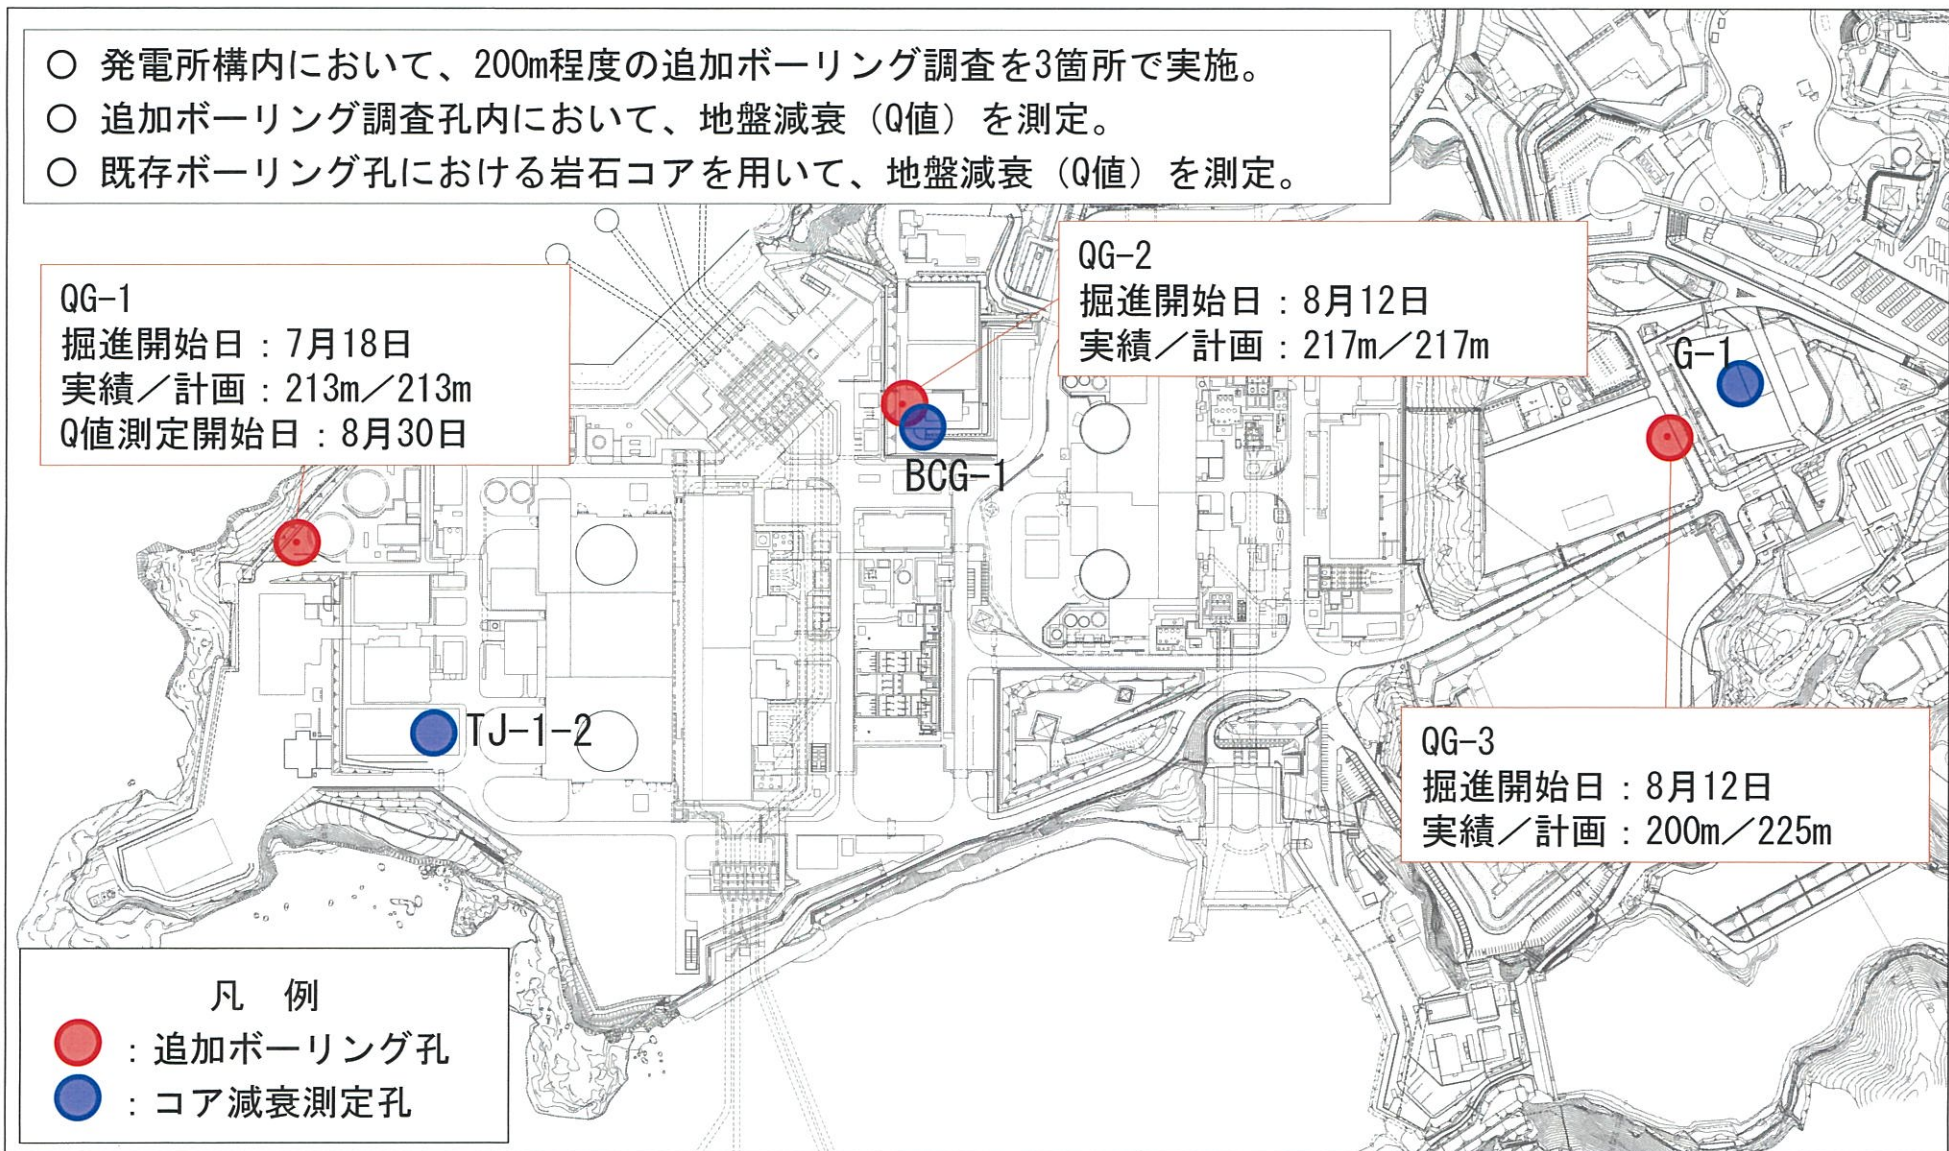 ○ 発電所構内において、200m程度の追加ボーリング調査を3箇所で実施。
○ 追加ボーリング調査孔内において、地盤減衰（Q値）を測定。
○ 既存ボーリング孔における岩石コアを用いて、地盤減衰（Q値）を測定。
QG-1
掘進開始日：7月18日
実績／計画：213m／213m
Q値測定開始日：8月30日
QG-2
掘進開始日：8月12日
実績／計画：217m／217m
G-1
BCG-1
TJ-1-2
QG-3
掘進開始日：8月12日
実績／計画：200m／225m
凡 例
：追加ボーリング孔
：コア減衰測定孔